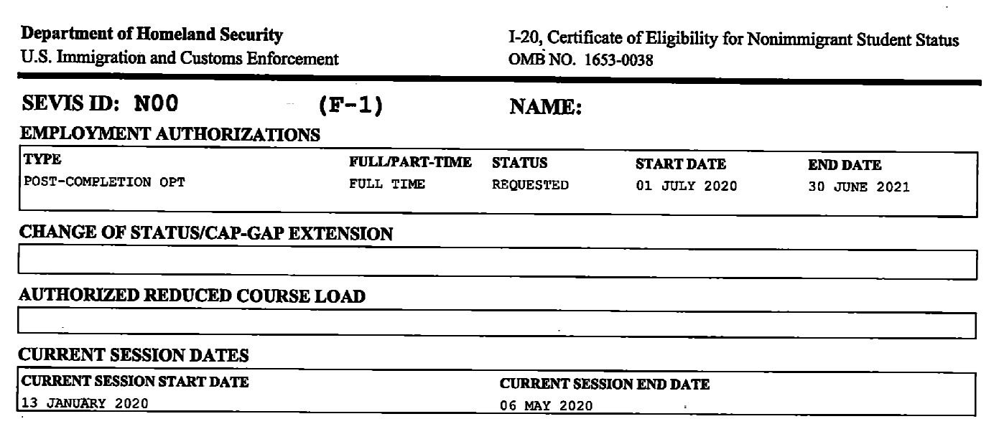 Department of Homeland Security
U.S. Immigration and Customs Enforcement
I-20, Certificate of Eligibility for Nonimmigrant Student Status
OMB NO. 1653-0038
SEVIS ID: N00 (F-1) NAME:
EMPLOYMENT AUTHORIZATIONS
TYPE FULL/PART-TIME STATUS START DATE END DATE
POST-COMPLETION OPT FULL TIME REQUESTED 01 JULY 2020 30 JUNE 2021
CHANGE OF STATUS/CAP-GAP EXTENSION
AUTHORIZED REDUCED COURSE LOAD
CURRENT SESSION DATES
CURRENT SESSION START DATE CURRENT SESSION END DATE
13 JANUARY 2020 06 MAY 2020